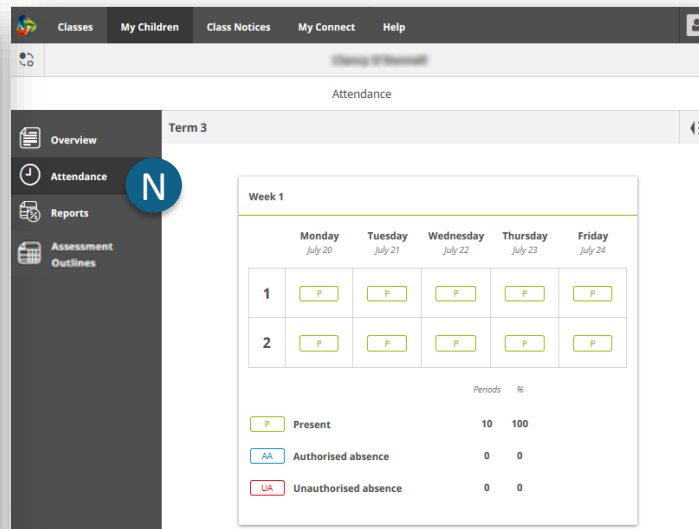 Classes My Children Class Notices My Connect Help
Attendance
Term 3
Overview
Attendance
N
Reports
Assessment
Outlines
Week 1
Monday Tuesday Wednesday Thursday Friday
July 20 July 21 July 22 July 23 July 24
1 P P P P P
2 P P P P P
Periods %
P Present 10 100
AA Authorised absence 0 0
UA Unauthorised absence 0 0